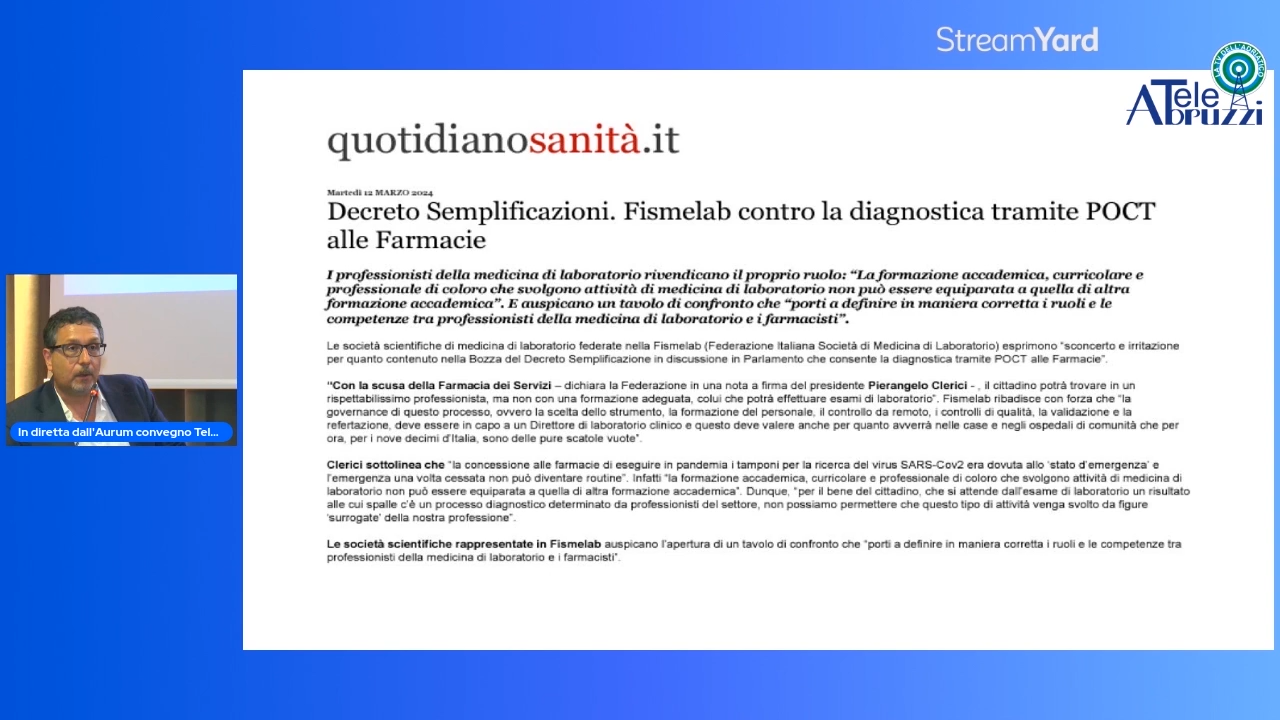 StreamYard
LA TV DELL'ADRIATICO
Tele
Abruzzi
quotidianosanità.it
Martedì 12 MARZO 2024
Decreto Semplificazioni. Fismelab contro la diagnostica tramite POCT
alle Farmacie
I professionisti della medicina di laboratorio rivendicano il proprio ruolo: “La formazione accademica, curricolare e
professionale di coloro che svolgono attività di medicina di laboratorio non può essere equiparata a quella di altra
formazione accademica”. E auspicano un tavolo di confronto che “porti a definire in maniera corretta i ruoli e le
competenze tra professionisti della medicina di laboratorio e i farmacisti”.
Le società scientifiche di medicina di laboratorio federate nella Fismelab (Federazione Italiana Società di Medicina di Laboratorio) esprimono “sconcerto e irritazione
per quanto contenuto nella Bozza del Decreto Semplificazione in discussione in Parlamento che consente la diagnostica tramite POCT alle Farmacie”.
“Con la scusa della Farmacia dei Servizi – dichiara la Federazione in una nota a firma del presidente Pierangelo Clerici - , il cittadino potrà trovare in un
rispettabilissimo professionista, ma non con una formazione adeguata, colui che potrà effettuare esami di laboratorio”. Fismelab ribadisce con forza che “la
governance di questo processo, ovvero la scelta dello strumento, la formazione del personale, il controllo da remoto, i controlli di qualità, la validazione e la
refertazione, deve essere in capo a un Direttore di laboratorio clinico e questo deve valere anche per quanto avverrà nelle case e negli ospedali di comunità che per
ora, per i nove decimi d’Italia, sono delle pure scatole vuote”.
Clerici sottolinea che “la concessione alle farmacie di eseguire in pandemia i tamponi per la ricerca del virus SARS-Cov2 era dovuta allo ‘stato d’emergenza’ e
l’emergenza una volta cessata non può diventare routine”. Infatti “la formazione accademica, curricolare e professionale di coloro che svolgono attività di medicina di
laboratorio non può essere equiparata a quella di altra formazione accademica”. Dunque, “per il bene del cittadino, che si attende dall’esame di laboratorio un risultato
alle cui spalle c’è un processo diagnostico determinato da professionisti del settore, non possiamo permettere che questo tipo di attività venga svolto da figure
‘surrogate’ della nostra professione”.
Le società scientifiche rappresentate in Fismelab auspicano l’apertura di un tavolo di confronto che “porti a definire in maniera corretta i ruoli e le competenze tra
professionisti della medicina di laboratorio e i farmacisti”.
In diretta dall'Aurum convegno Tel...